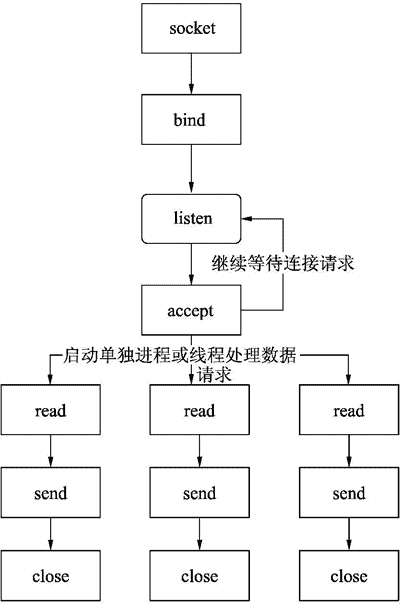 socket
bind
listen
继续等待连接请求
accept
启动单独进程或线程处理数据
请求
read
read
read
send
send
send
close
close
close